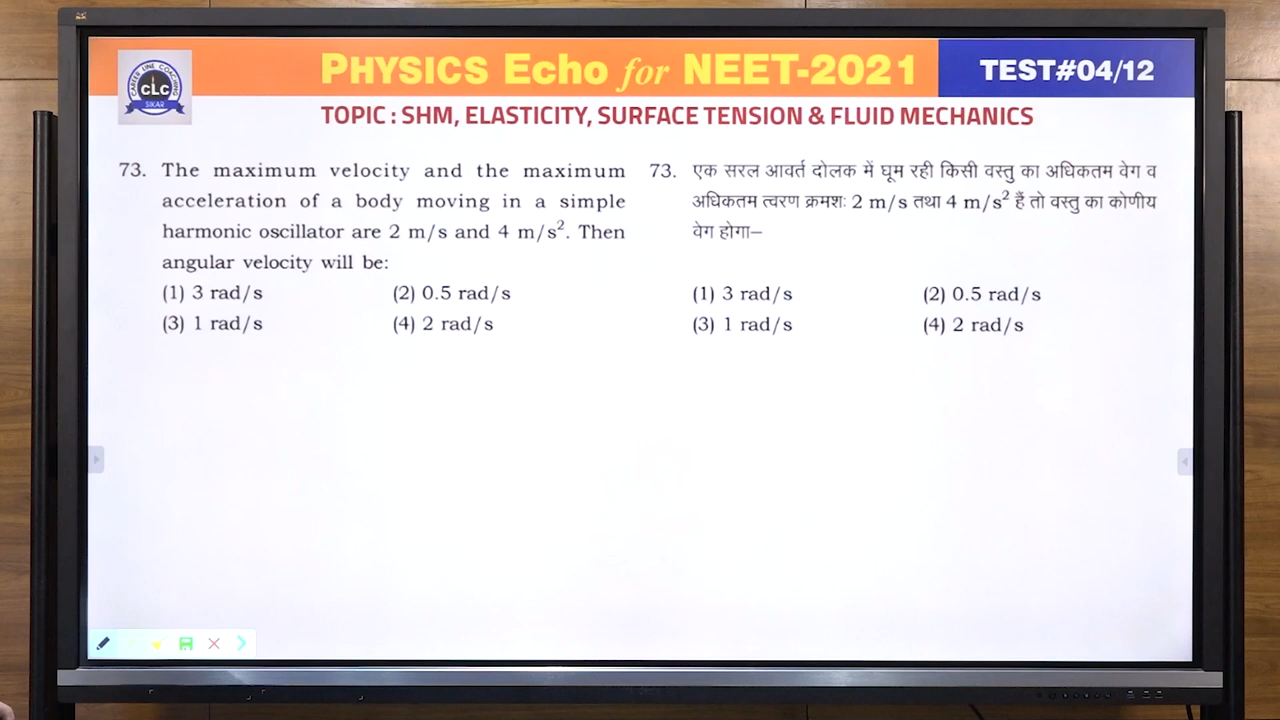 CAREER LINE COACHING
CLC
SIKAR
PHYSICS Echo for NEET-2021
TEST#04/12
TOPIC : SHM, ELASTICITY, SURFACE TENSION & FLUID MECHANICS
73. The maximum velocity and the maximum
acceleration of a body moving in a simple
harmonic oscillator are 2 m/s and 4 m/s². Then
angular velocity will be:
(1) 3 rad/s (2) 0.5 rad/s
(3) 1 rad/s (4) 2 rad/s
73. एक सरल आवर्त दोलक में घूम रही किसी वस्तु का अधिकतम वेग व
अधिकतम त्वरण क्रमशः 2 m/s तथा 4 m/s² हैं तो वस्तु का कोणीय
वेग होगा–
(1) 3 rad/s (2) 0.5 rad/s
(3) 1 rad/s (4) 2 rad/s